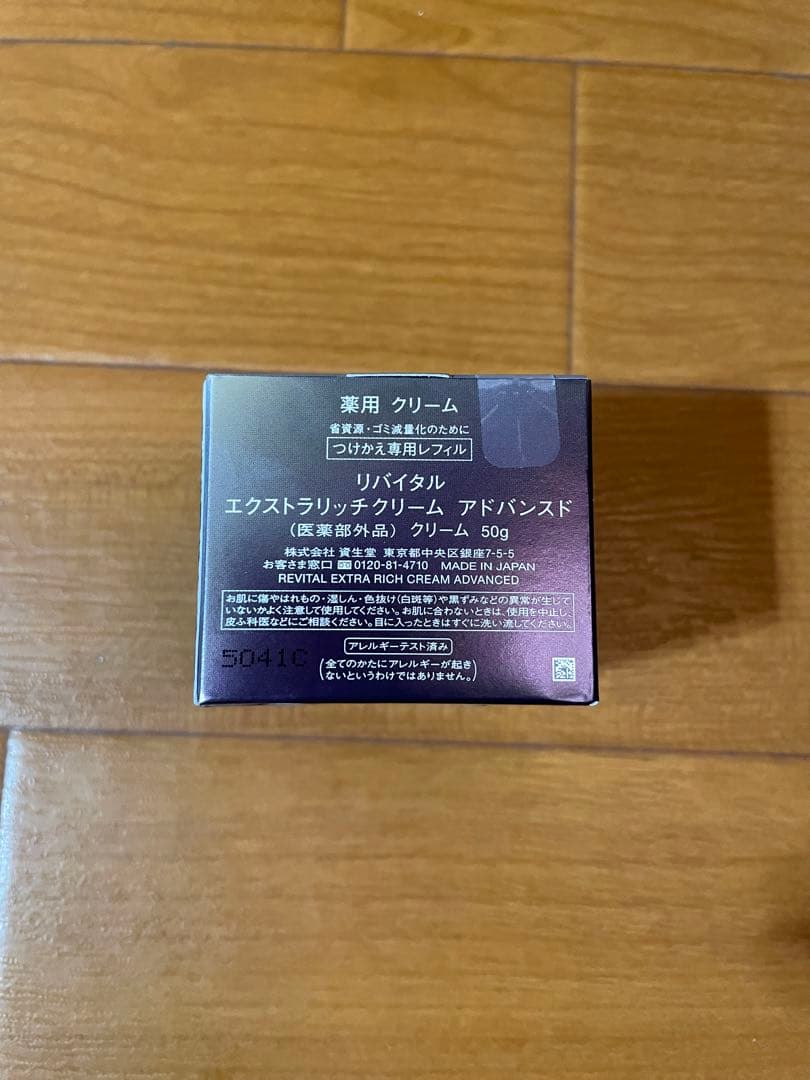 薬用 クリーム
省資源・ゴミ減量化のために
つけかえ専用レフィル
リバイタル
エクストラリッチクリーム アドバンスド
(医薬部外品) クリーム 50g
株式会社 資生堂 東京都中央区銀座7-5-5
お客さま窓口 0120-81-4710 MADE IN JAPAN
REVITAL EXTRA RICH CREAM ADVANCED
お肌に傷やはれもの・湿しん・色抜け(白斑等)や黒ずみなどの異常が生じて
いないかよく注意して使用してください。お肌に合わないときは、使用を中止し、
皮ふ科医などにご相談ください。目に入ったときはすぐに洗い流してください。
アレルギーテスト済み
5041C
(全てのかたにアレルギーが起き
ないというわけではありません。)